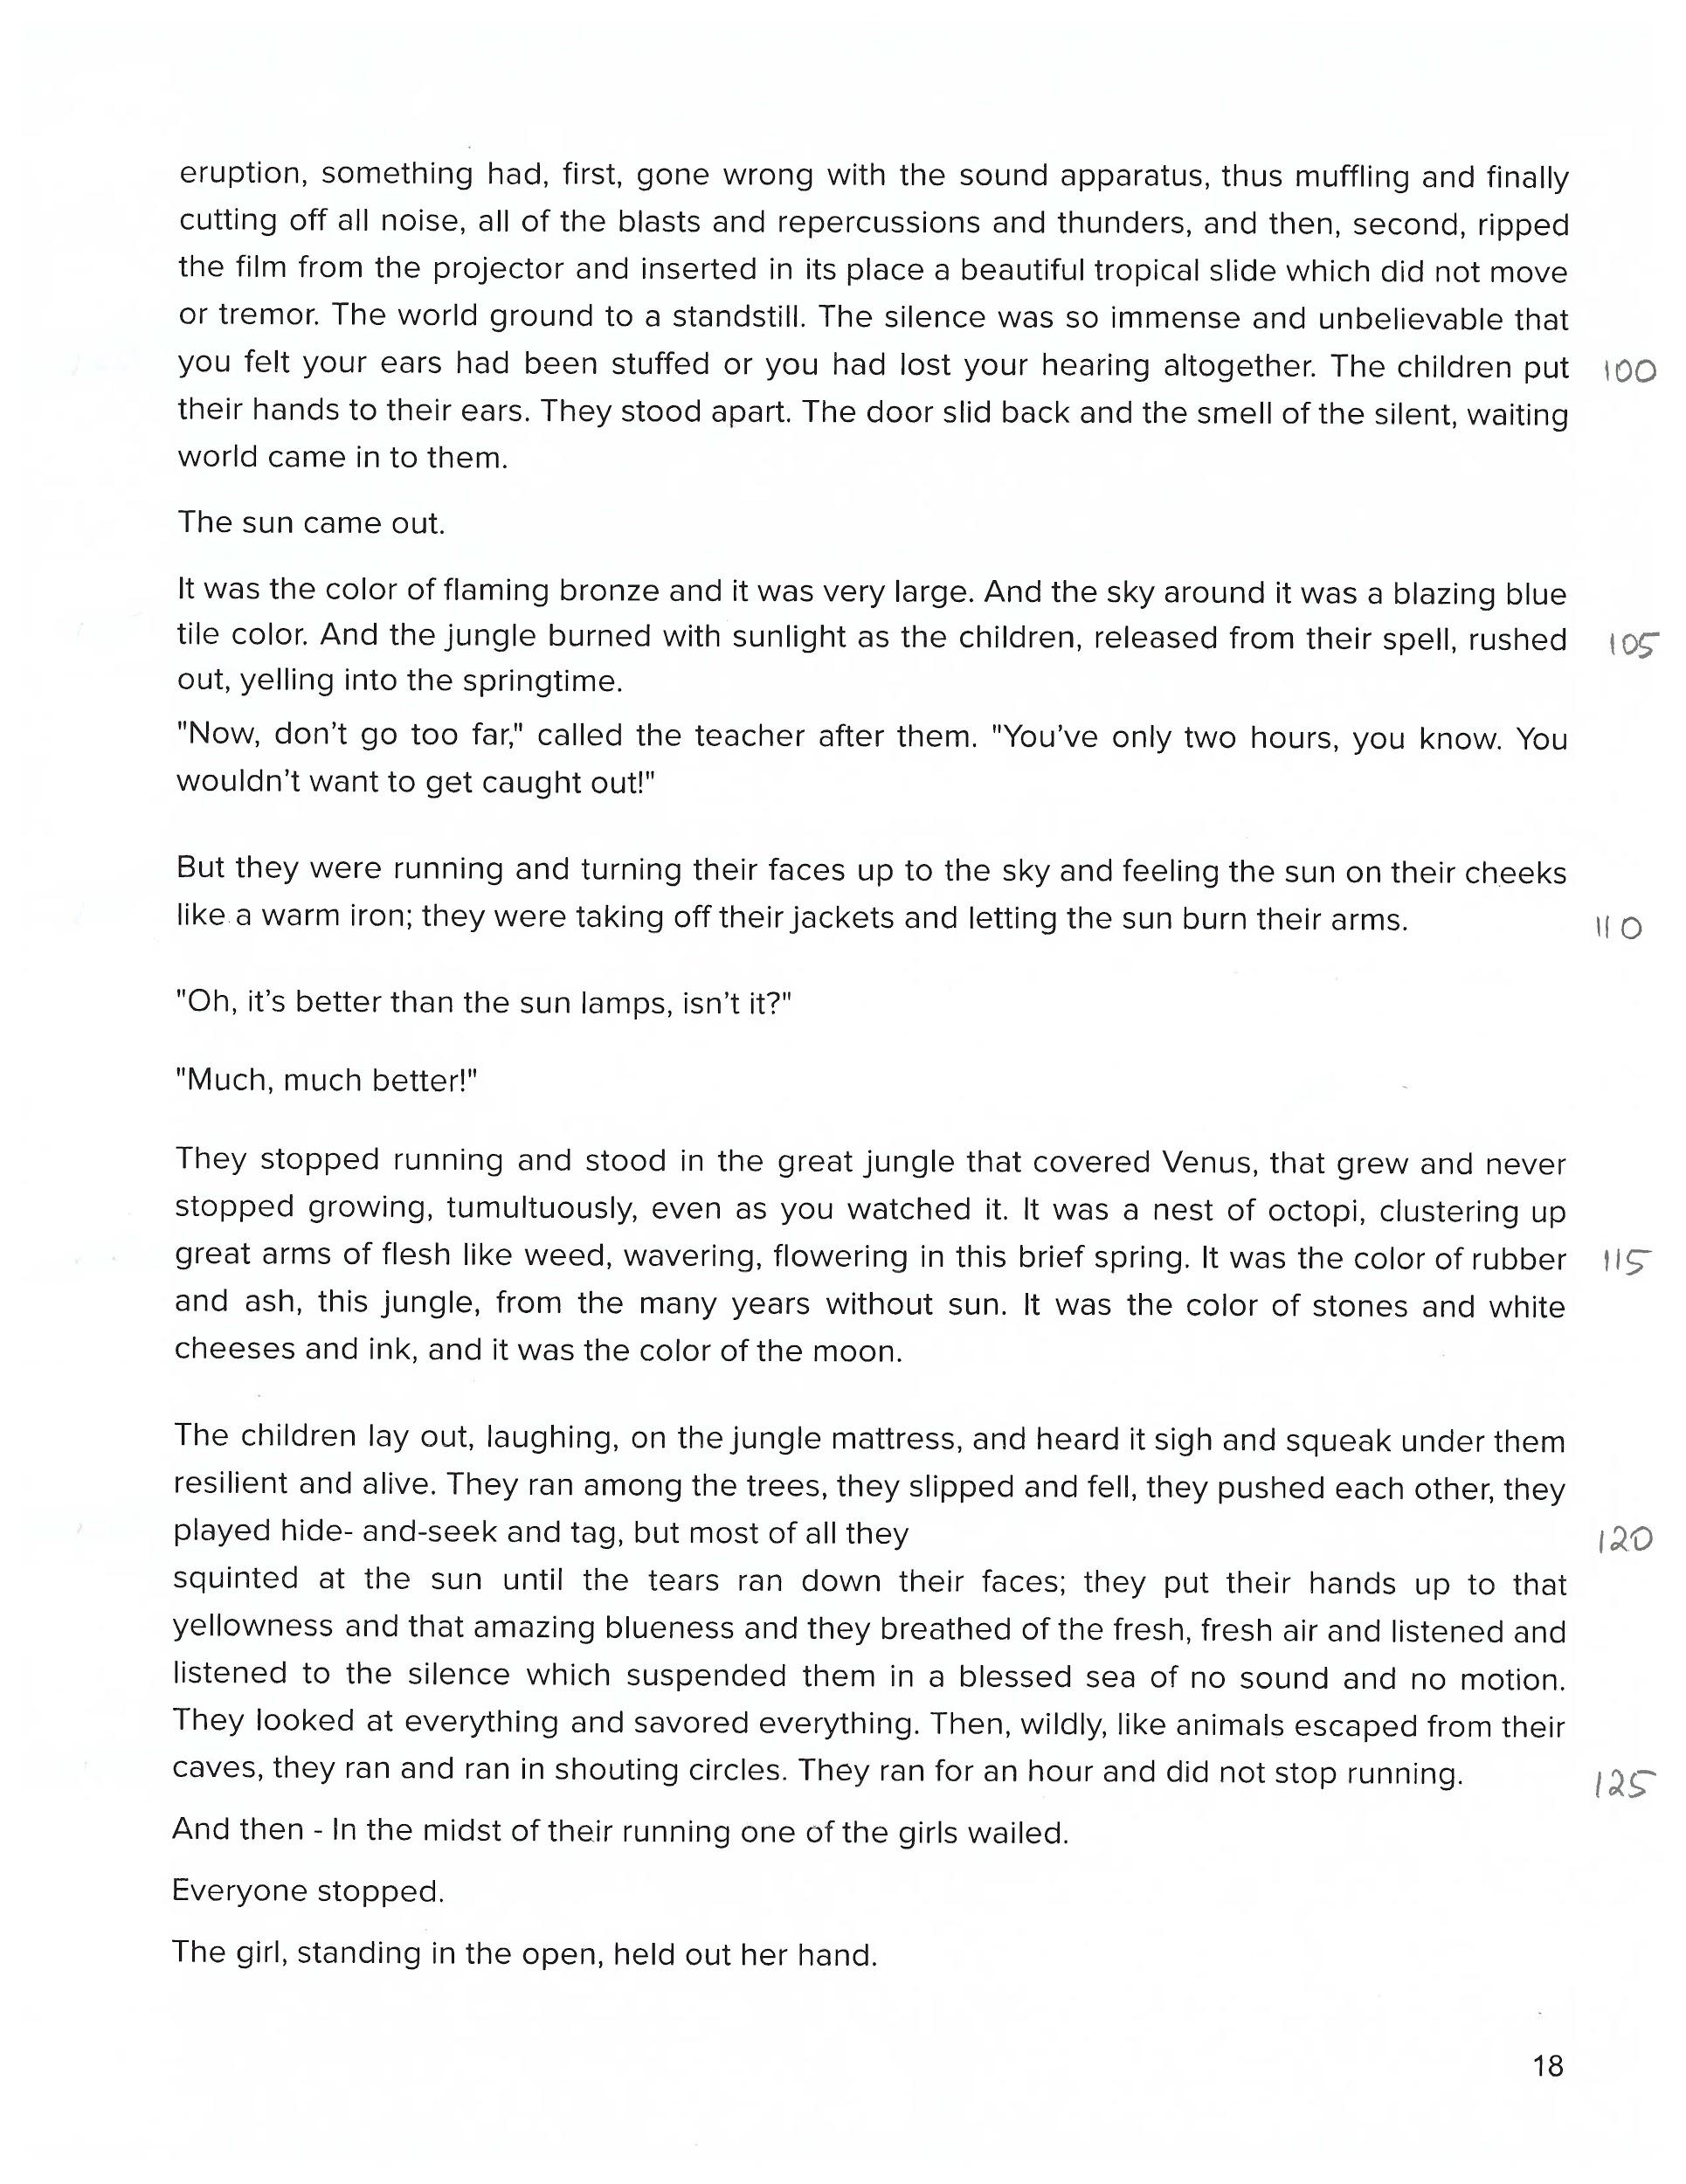 eruption, something had, first, gone wrong with the sound apparatus, thus muffling and finally
cutting off all noise, all of the blasts and repercussions and thunders, and then, second, ripped
the film from the projector and inserted in its place a beautiful tropical slide which did not move
or tremor. The world ground to a standstill. The silence was so immense and unbelievable that
you felt your ears had been stuffed or you had lost your hearing altogether. The children put 100
their hands to their ears. They stood apart. The door slid back and the smell of the silent, waiting
world came in to them.
The sun came out.
It was the color of flaming bronze and it was very large. And the sky around it was a blazing blue
tile color. And the jungle burned with sunlight as the children, released from their spell, rushed 105
out, yelling into the springtime.
"Now, don't go too far," called the teacher after them. "You've only two hours, you know. You
wouldn't want to get caught out!"
But they were running and turning their faces up to the sky and feeling the sun on their cheeks
like a warm iron; they were taking off their jackets and letting the sun burn their arms. 110
"Oh, it's better than the sun lamps, isn't it?"
"Much, much better!"
They stopped running and stood in the great jungle that covered Venus, that grew and never
stopped growing, tumultuously, even as you watched it. It was a nest of octopi, clustering up
great arms of flesh like weed, wavering, flowering in this brief spring. It was the color of rubber 115
and ash, this jungle, from the many years without sun. It was the color of stones and white
cheeses and ink, and it was the color of the moon.
The children lay out, laughing, on the jungle mattress, and heard it sigh and squeak under them
resilient and alive. They ran among the trees, they slipped and fell, they pushed each other, they
played hide- and-seek and tag, but most of all they 120
squinted at the sun until the tears ran down their faces; they put their hands up to that
yellowness and that amazing blueness and they breathed of the fresh, fresh air and listened and
listened to the silence which suspended them in a blessed sea of no sound and no motion.
They looked at everything and savored everything. Then, wildly, like animals escaped from their
caves, they ran and ran in shouting circles. They ran for an hour and did not stop running. 125
And then - In the midst of their running one of the girls wailed.
Everyone stopped.
The girl, standing in the open, held out her hand.
18